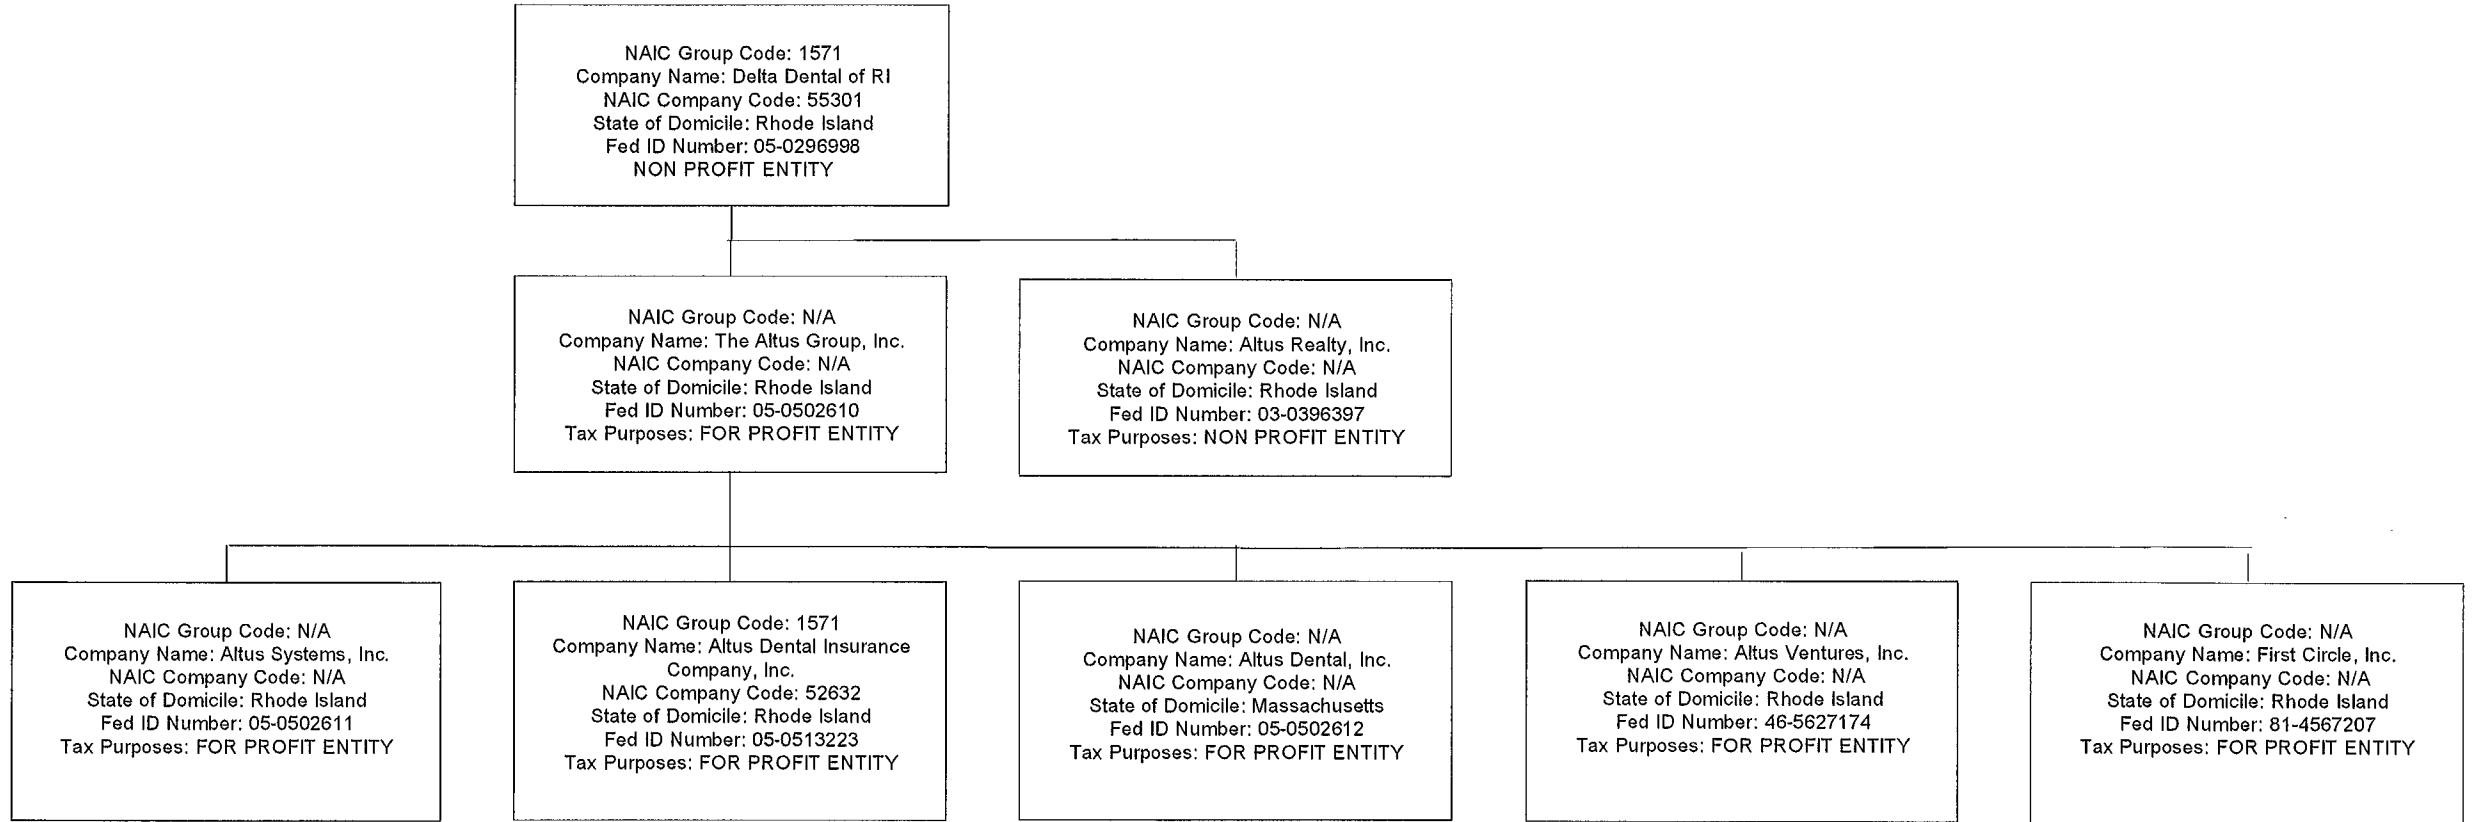 NAIC Group Code: 1571
Company Name: Delta Dental of RI
NAIC Company Code: 55301
State of Domicile: Rhode Island
Fed ID Number: 05-0296998
NON PROFIT ENTITY
NAIC Group Code: N/A
Company Name: The Altus Group, Inc.
NAIC Company Code: N/A
State of Domicile: Rhode Island
Fed ID Number: 05-0502610
Tax Purposes: FOR PROFIT ENTITY
NAIC Group Code: N/A
Company Name: Altus Realty, Inc.
NAIC Company Code: N/A
State of Domicile: Rhode Island
Fed ID Number: 03-0396397
Tax Purposes: NON PROFIT ENTITY
NAIC Group Code: N/A
Company Name: Altus Systems, Inc.
NAIC Company Code: N/A
State of Domicile: Rhode Island
Fed ID Number: 05-0502611
Tax Purposes: FOR PROFIT ENTITY
NAIC Group Code: 1571
Company Name: Altus Dental Insurance
Company, Inc.
NAIC Company Code: 52632
State of Domicile: Rhode Island
Fed ID Number: 05-0513223
Tax Purposes: FOR PROFIT ENTITY
NAIC Group Code: N/A
Company Name: Altus Dental, Inc.
NAIC Company Code: N/A
State of Domicile: Massachusetts
Fed ID Number: 05-0502612
Tax Purposes: FOR PROFIT ENTITY
NAIC Group Code: N/A
Company Name: Altus Ventures, Inc.
NAIC Company Code: N/A
State of Domicile: Rhode Island
Fed ID Number: 46-5627174
Tax Purposes: FOR PROFIT ENTITY
NAIC Group Code: N/A
Company Name: First Circle, Inc.
NAIC Company Code: N/A
State of Domicile: Rhode Island
Fed ID Number: 81-4567207
Tax Purposes: FOR PROFIT ENTITY